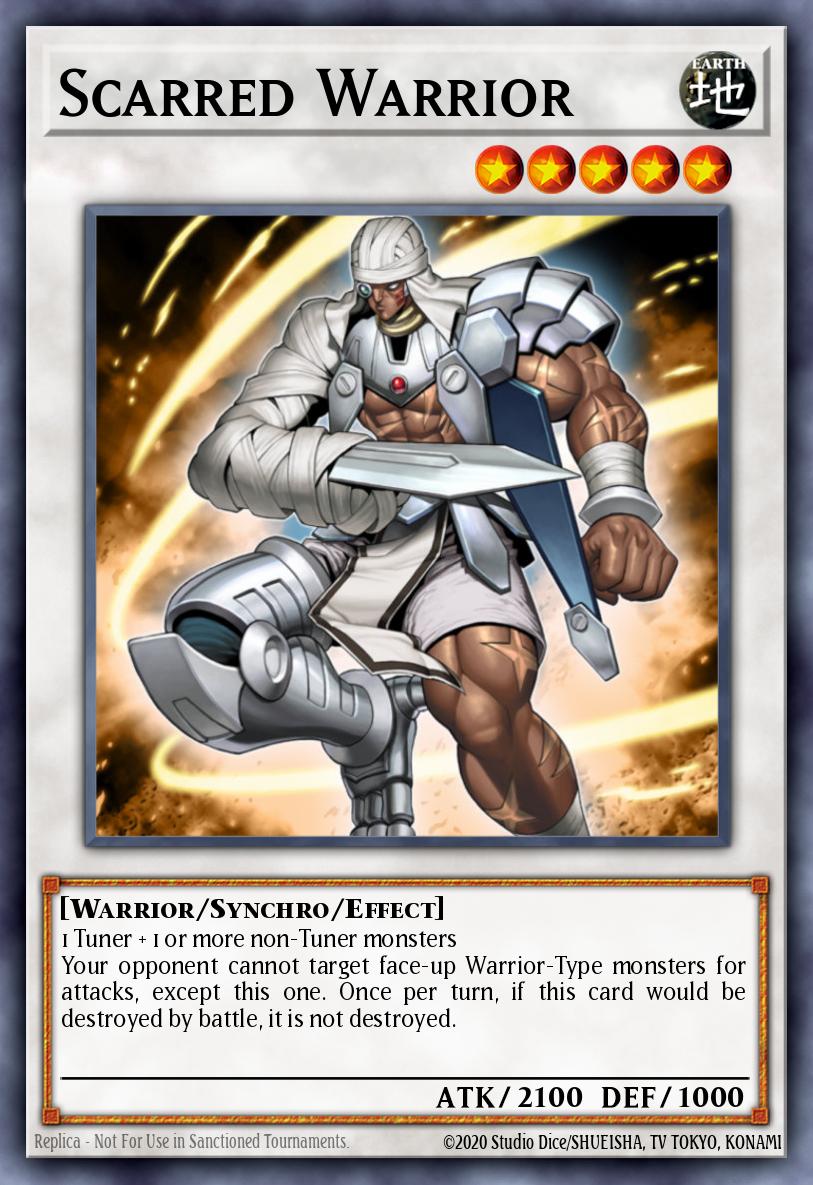 Scarred Warrior
EARTH
地
[Warrior/Synchro/Effect]
1 Tuner + 1 or more non-Tuner monsters
Your opponent cannot target face-up Warrior-Type monsters for
attacks, except this one. Once per turn, if this card would be
destroyed by battle, it is not destroyed.
ATK/2100 DEF/1000
Replica - Not For Use in Sanctioned Tournaments.
©2020 Studio Dice/SHUEISHA, TV TOKYO, KONAMI